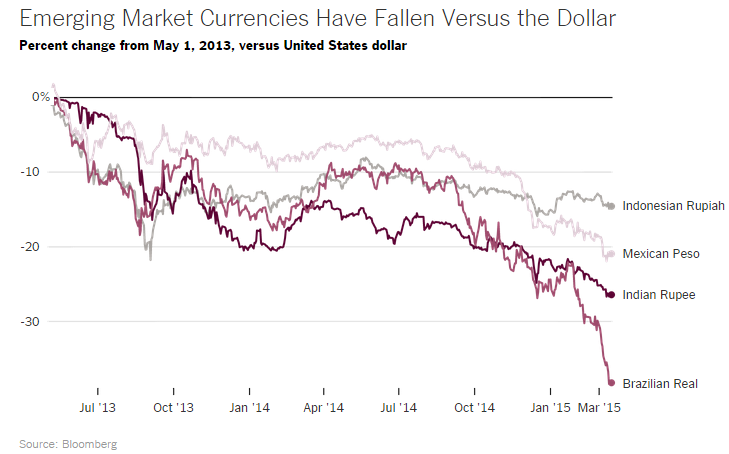 Emerging Market Currencies Have Fallen Versus the Dollar
Percent change from May 1, 2013, versus United States dollar
0%
-10
-20
-30
Indonesian Rupiah
Mexican Peso
Indian Rupee
Brazilian Real
Jul '13 Oct '13 Jan '14 Apr '14 Jul '14 Oct '14 Jan '15 Mar '15
Source: Bloomberg